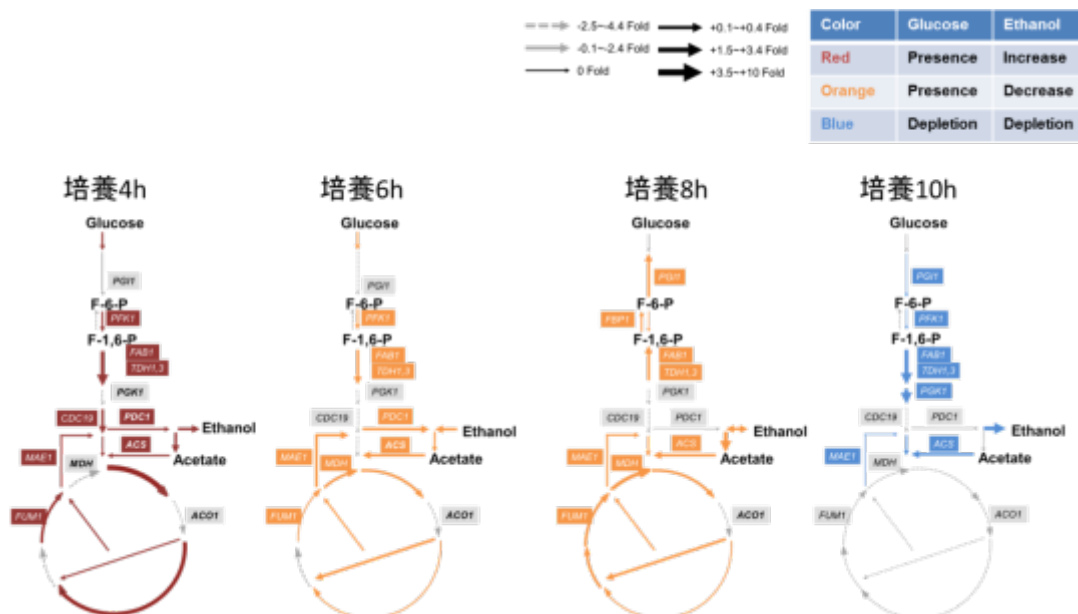 -2.5~-4.4 Fold
-0.1~-2.4 Fold
0 Fold
+0.1~+0.4 Fold
+1.5~+3.4 Fold
+3.5~+10 Fold
Color Glucose Ethanol
Red Presence Increase
Orange Presence Decrease
Blue Depletion Depletion
培養4h
Glucose
PGI1
F-6-P
PFK1
F-1,6-P
FAB1
TDH1,3
PGK1
CDC19
PDC1
Ethanol
ACS
Acetate
MAE1
MDH
FUM1
ACO1
培養6h
Glucose
PGI1
F-6-P
PFK1
F-1,6-P
FAB1
TDH1,3
PGK1
CDC19
PDC1
Ethanol
ACS
Acetate
MAE1
MDH
FUM1
ACO1
培養8h
Glucose
PGI1
F-6-P
FBP1
F-1,6-P
FAB1
TDH1,3
PGK1
CDC19
PDC1
Ethanol
ACS
Acetate
MAE1
MDH
FUM1
ACO1
培養10h
Glucose
PGI1
F-6-P
PFK1
F-1,6-P
FAB1
TDH1,3
PGK1
CDC19
PDC1
Ethanol
ACS
Acetate
MAE1
MDH
FUM1
ACO1